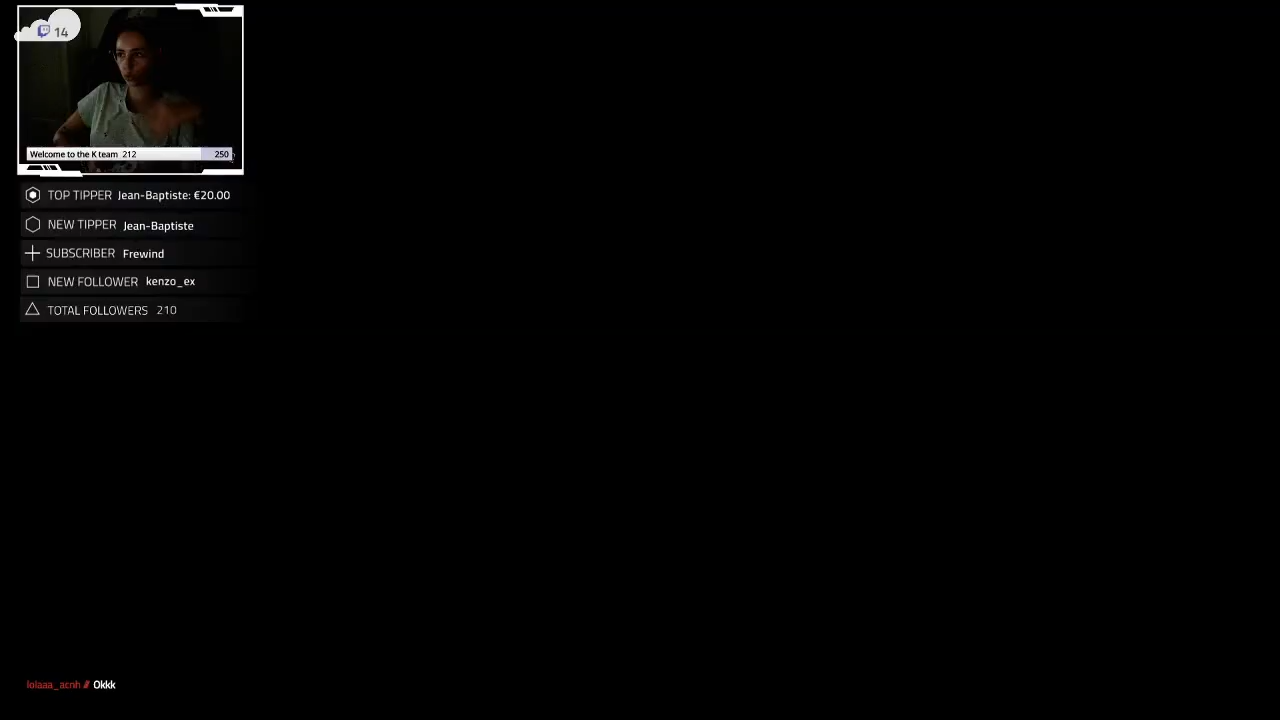 14
Welcome to the K team 212 250
TOP TIPPER Jean-Baptiste: €20.00
NEW TIPPER Jean-Baptiste
SUBSCRIBER Frewind
NEW FOLLOWER kenzo_ex
TOTAL FOLLOWERS 210
lolaaa_acnh // Okkk